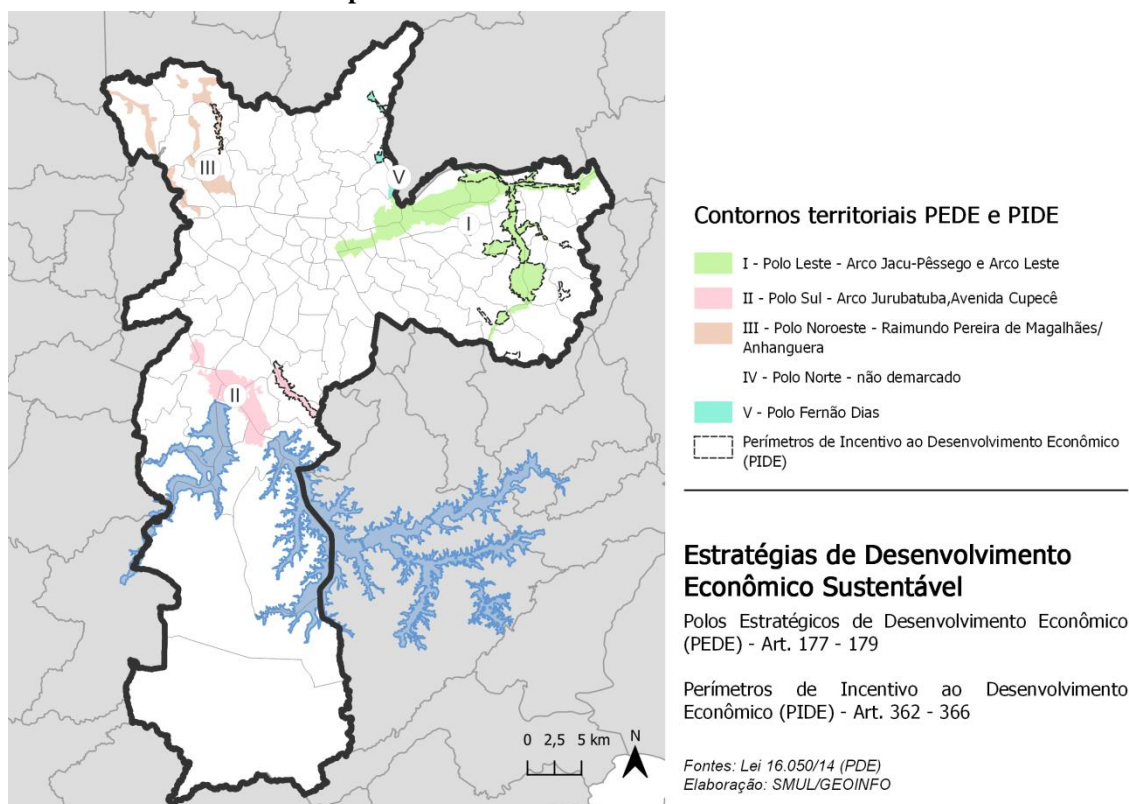 III
V
I
II
0 2,5 5 km
N
Contornos territoriais PEDE e PIDE
I - Polo Leste - Arco Jacu-Pêssego e Arco Leste
II - Polo Sul - Arco Jurubatuba,Avenida Cupecê
III - Polo Noroeste - Raimundo Pereira de Magalhães/
Anhanguera
IV - Polo Norte - não demarcado
V - Polo Fernão Dias
Perímetros de Incentivo ao Desenvolvimento Econômico
(PIDE)
Estratégias de Desenvolvimento
Econômico Sustentável
Polos Estratégicos de Desenvolvimento Econômico
(PEDE) - Art. 177 - 179
Perímetros de Incentivo ao Desenvolvimento
Econômico (PIDE) - Art. 362 - 366
Fontes: Lei 16.050/14 (PDE)
Elaboração: SMUL/GEOINFO